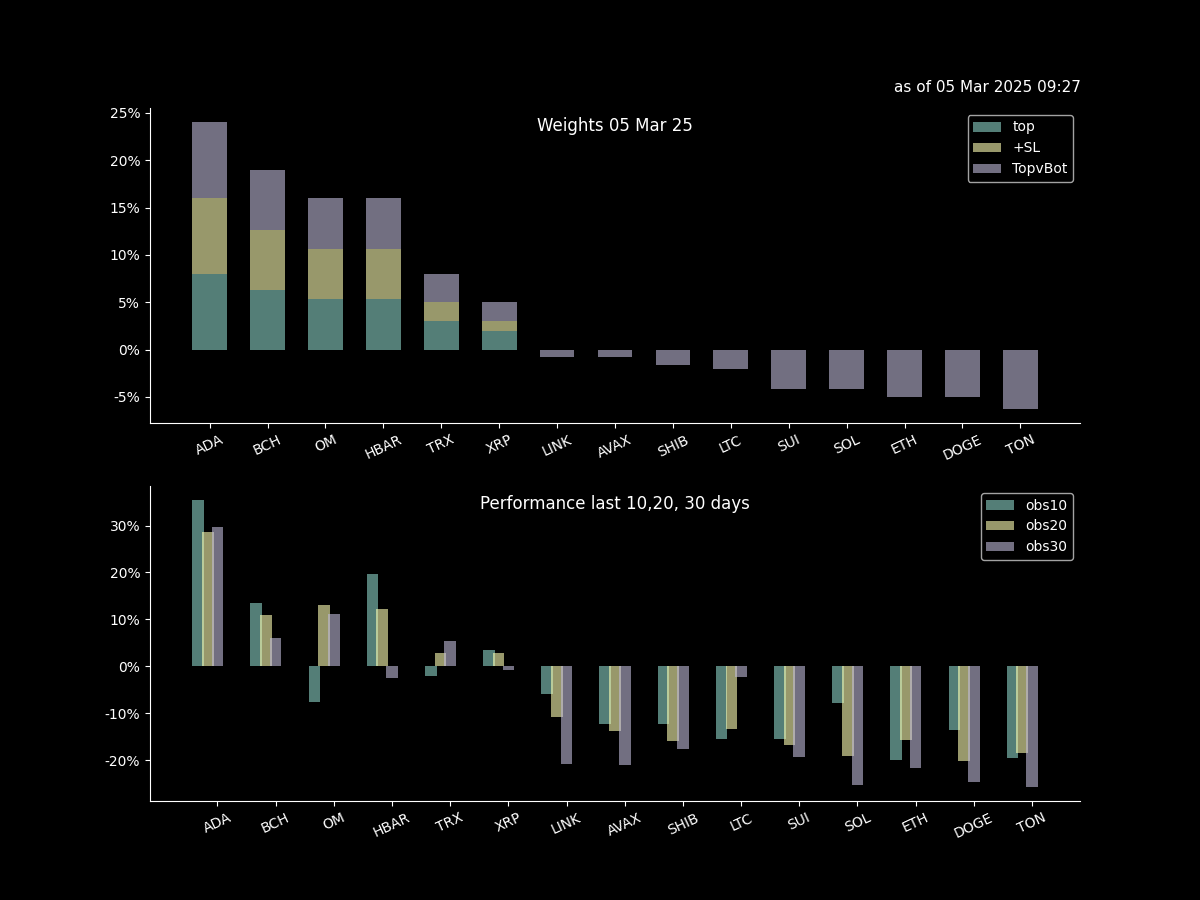 as of 05 Mar 2025 09:27
Weights 05 Mar 25
top
+SL
TopvBot
25%
20%
15%
10%
5%
0%
-5%
ADA BCH OM HBAR TRX XRP LINK AVAX SHIB LTC SUI SOL ETH DOGE TON
Performance last 10,20, 30 days
obs10
obs20
obs30
30%
20%
10%
0%
-10%
-20%
ADA BCH OM HBAR TRX XRP LINK AVAX SHIB LTC SUI SOL ETH DOGE TON